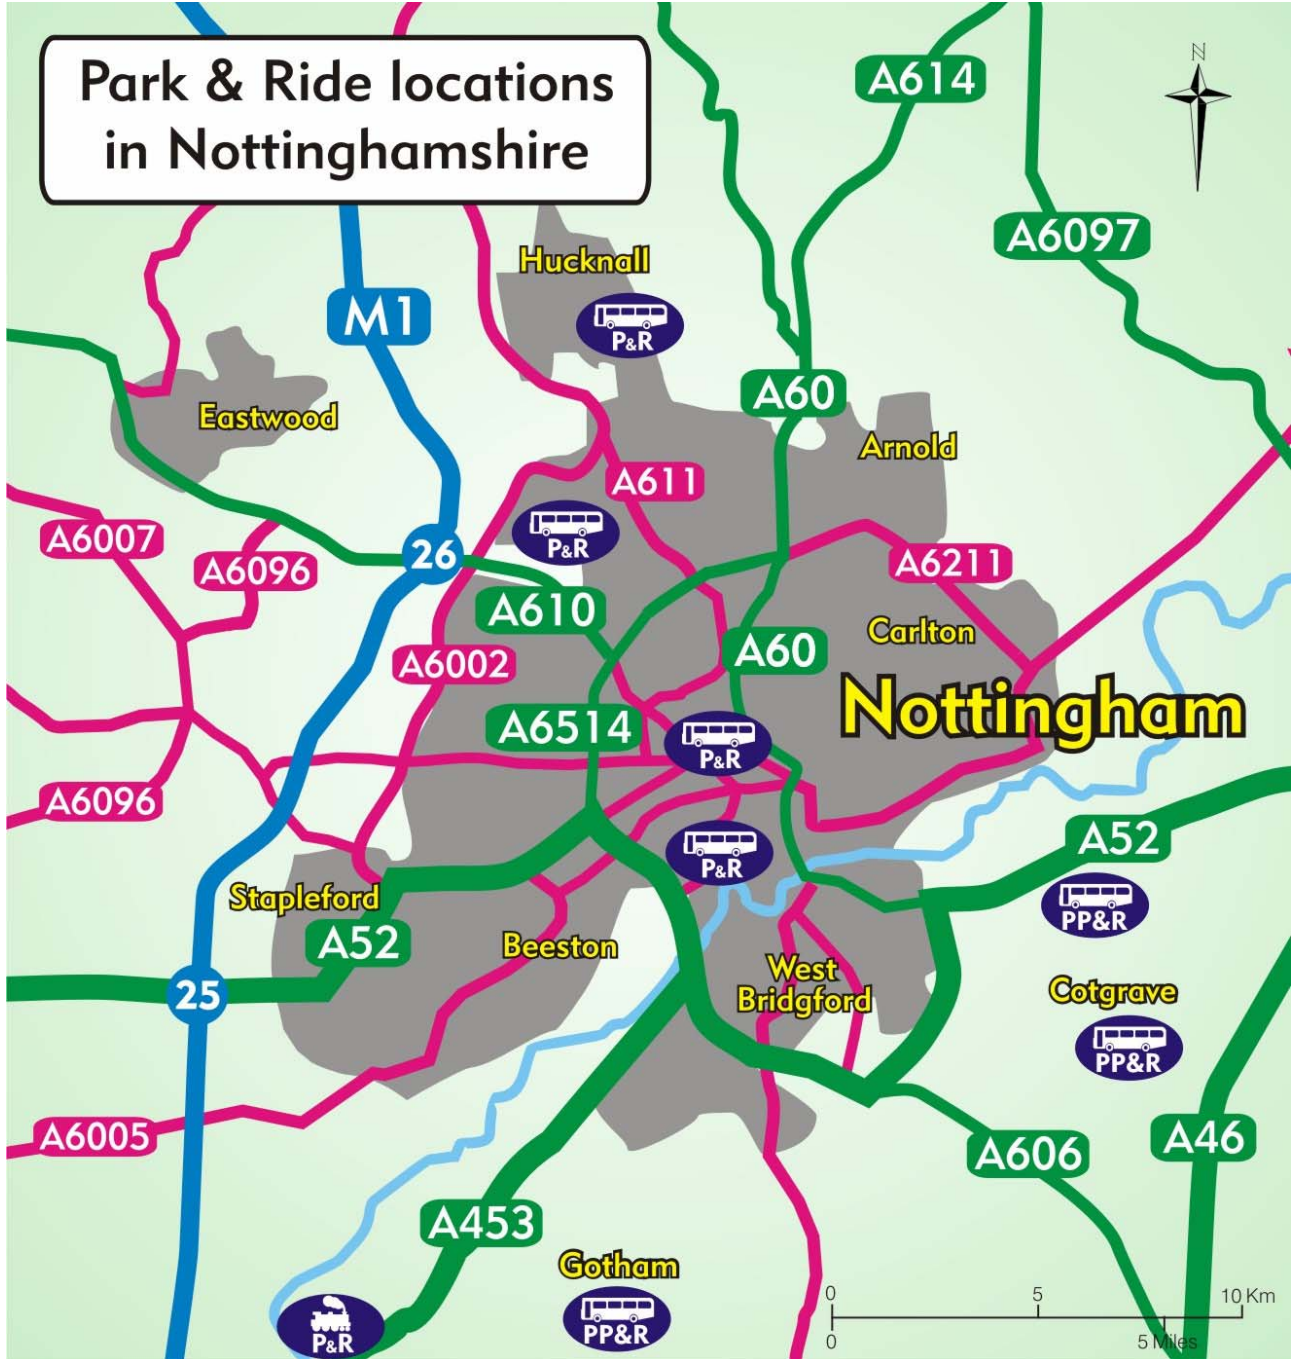 Park & Ride locations
in Nottinghamshire
A614
N
A6097
Hucknall
M1
P&R
A60
Eastwood
Arnold
A611
P&R
A6007
26
A6096
A6211
A610
Carlton
A60
A6002
Nottingham
A6514
P&R
A6096
A52
P&R
Stapleford
PP&R
A52
Beeston
West
Bridgford
25
Cotgrave
PP&R
A6005
A606
A46
A453
Gotham
0 5 10 Km
P&R
PP&R
0 5 Miles